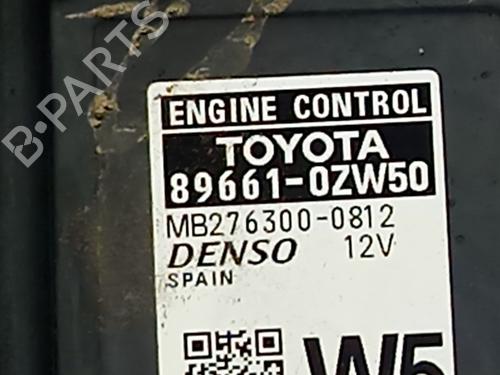 B-PARTS
ENGINE CONTROL
TOYOTA
89661-0ZW50
MB276300-0812
DENSO 12V
SPAIN
W5